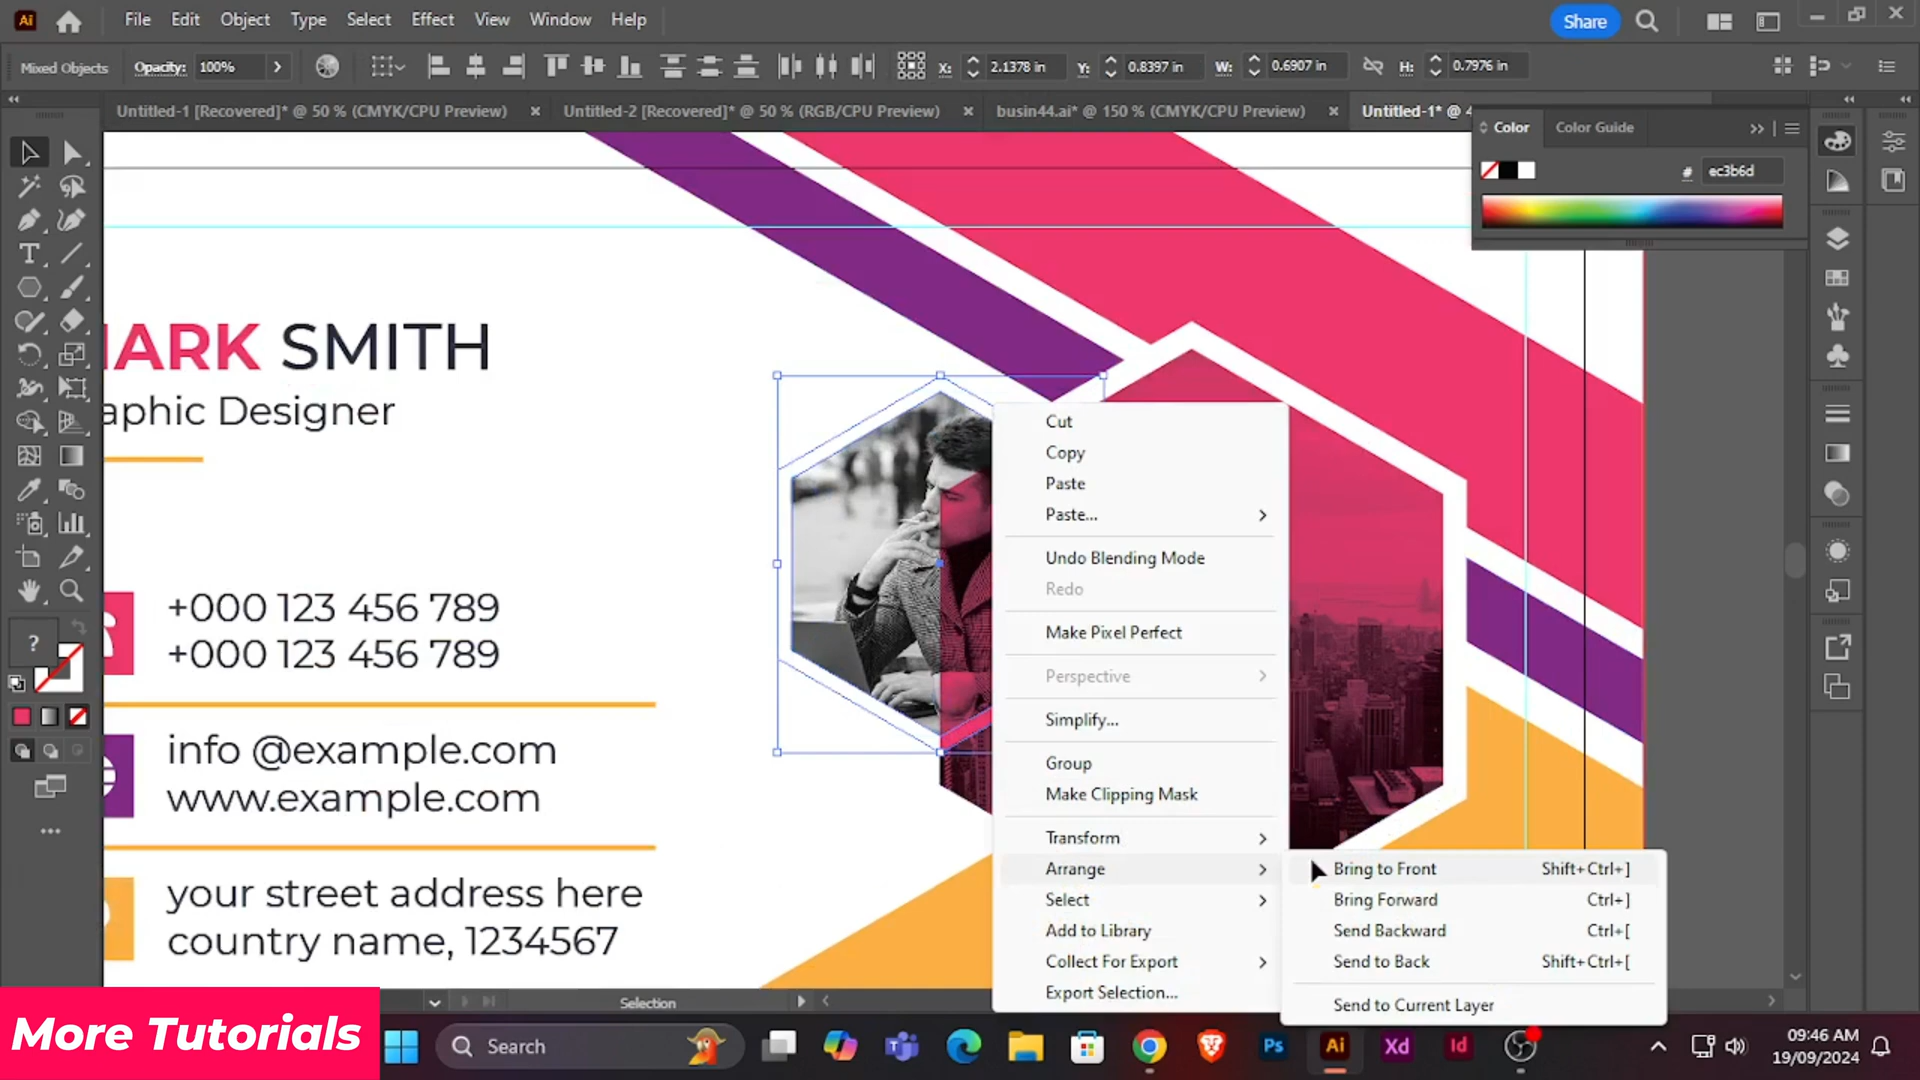 Ai File Edit Object Type Select Effect View Window Help Share
Mixed Objects Opacity: 100% X: 2.1378 in Y: 0.8397 in W: 0.6907 in H: 0.7976 in
Untitled-1 [Recovered]* @ 50 % (CMYK/CPU Preview) Untitled-2 [Recovered]* @ 50 % (RGB/CPU Preview) busin44.ai* @ 150 % (CMYK/CPU Preview) Untitled-1* @ 4
Color Color Guide
# ec3b6d
ARK SMITH
aphic Designer
+000 123 456 789
+000 123 456 789
info @example.com
www.example.com
your street address here
country name, 1234567
Cut
Copy
Paste
Paste...
Undo Blending Mode
Redo
Make Pixel Perfect
Perspective
Simplify...
Group
Make Clipping Mask
Transform
Arrange
Select
Add to Library
Collect For Export
Export Selection...
Bring to Front Shift+Ctrl+]
Bring Forward Ctrl+]
Send Backward Ctrl+[
Send to Back Shift+Ctrl+[
Send to Current Layer
?
Selection
More Tutorials
Search
Ps Ai Xd Id
09:46 AM
19/09/2024